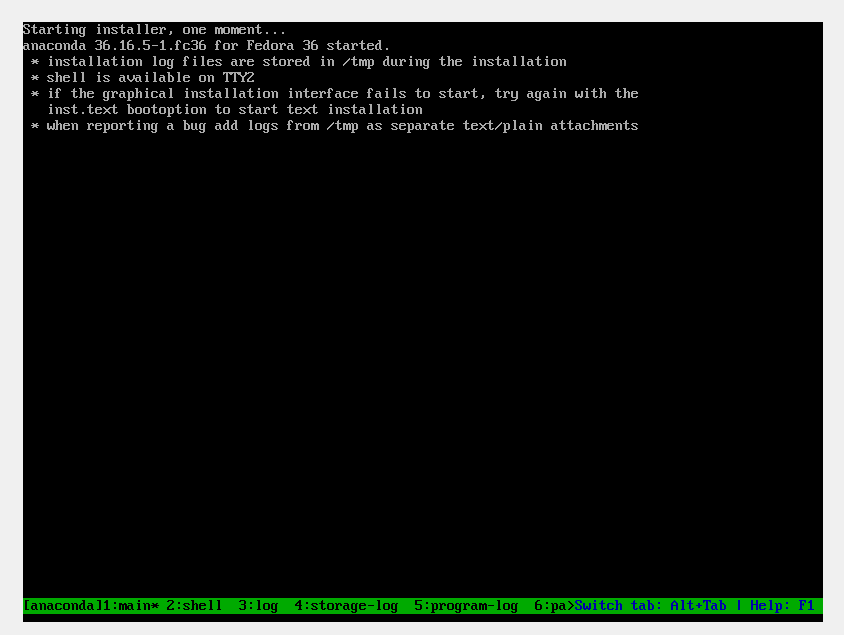 Starting installer, one moment...
anaconda 36.16.5-1.fc36 for Fedora 36 started.
* installation log files are stored in /tmp during the installation
* shell is available on TTY2
* if the graphical installation interface fails to start, try again with the
inst.text bootoption to start text installation
* when reporting a bug add logs from /tmp as separate text/plain attachments
[anaconda]1:main* 2:shell  3:log  4:storage-log  5:program-log  6:pa>Switch tab: Alt+Tab | Help: F1